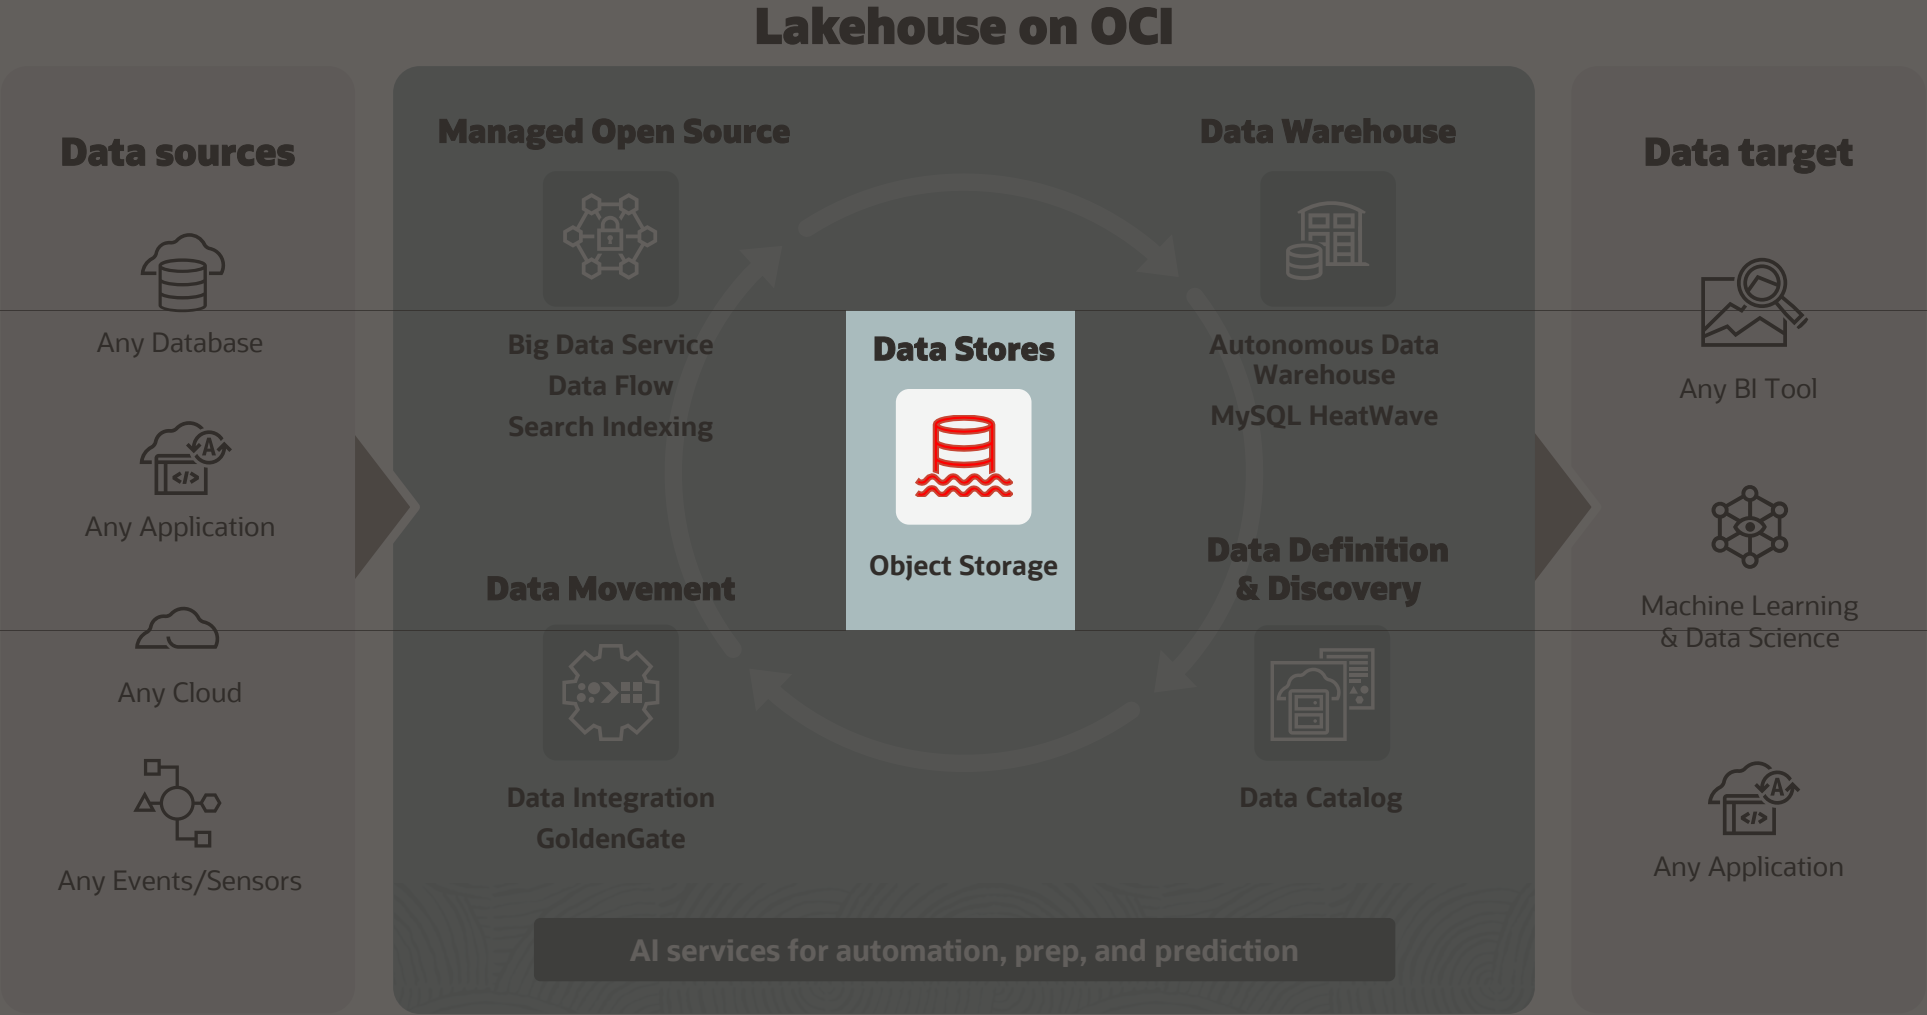 Lakehouse on OCI
Data sources
Any Database
Any Application
A
</>
Any Cloud
Any Events/Sensors
Managed Open Source
Big Data Service
Data Flow
Search Indexing
Data Warehouse
Autonomous Data
Warehouse
MySQL HeatWave
Data Stores
Object Storage
Data Movement
Data Integration
GoldenGate
Data Definition
& Discovery
Data Catalog
AI services for automation, prep, and prediction
Data target
Any BI Tool
Machine Learning
& Data Science
A
</>
Any Application